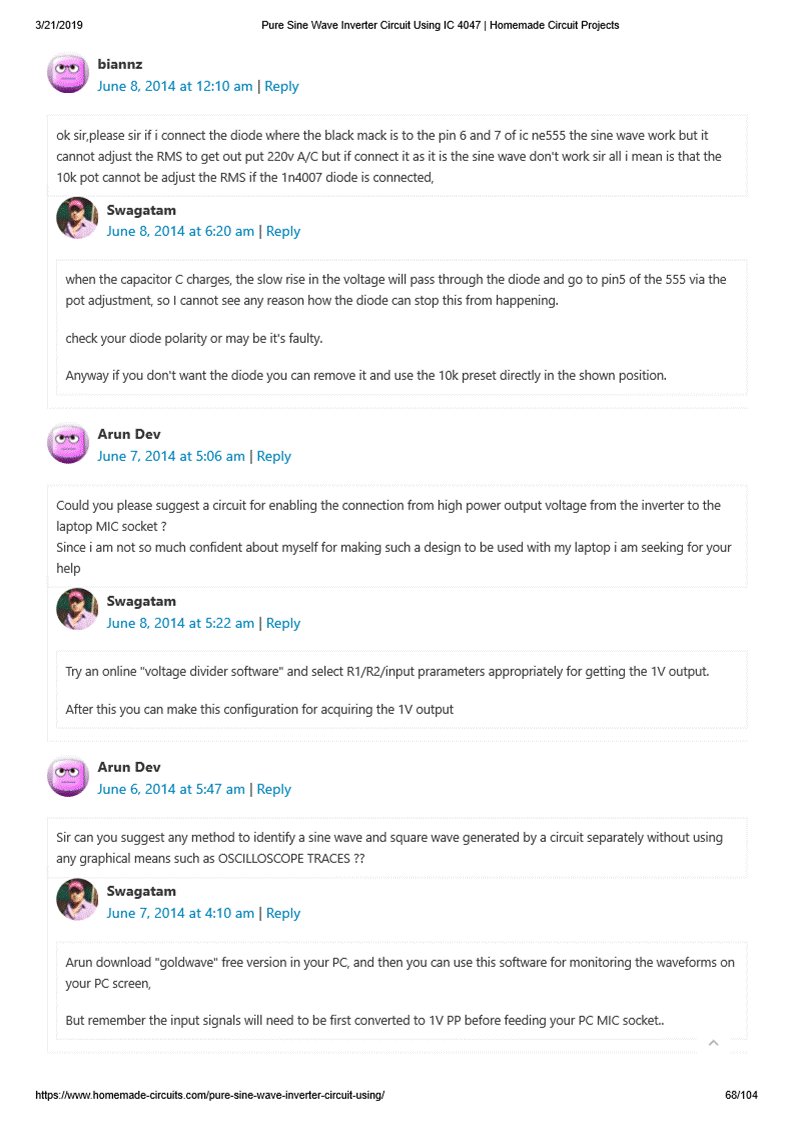 3/21/2019
Pure Sine Wave Inverter Circuit Using IC 4047 | Homemade Circuit Projects
biannz
June 8, 2014 at 12:10 am | Reply
ok sir,please sir if i connect the diode where the black mack is to the pin 6 and 7 of ic ne555 the sine wave work but it
cannot adjust the RMS to get out put 220v A/C but if connect it as it is the sine wave don't work sir all i mean is that the
10k pot cannot be adjust the RMS if the 1n4007 diode is connected,
Swagatam
June 8, 2014 at 6:20 am | Reply
when the capacitor C charges, the slow rise in the voltage will pass through the diode and go to pin5 of the 555 via the
pot adjustment, so I cannot see any reason how the diode can stop this from happening.
check your diode polarity or may be it's faulty.
Anyway if you don't want the diode you can remove it and use the 10k preset directly in the shown position.
Arun Dev
June 7, 2014 at 5:06 am | Reply
Could you please suggest a circuit for enabling the connection from high power output voltage from the inverter to the
laptop MIC socket ?
Since i am not so much confident about myself for making such a design to be used with my laptop i am seeking for your
help
Swagatam
June 8, 2014 at 5:22 am | Reply
Try an online "voltage divider software" and select R1/R2/input prarameters appropriately for getting the 1V output.
After this you can make this configuration for acquiring the 1V output
Arun Dev
June 6, 2014 at 5:47 am | Reply
Sir can you suggest any method to identify a sine wave and square wave generated by a circuit separately without using
any graphical means such as OSCILLOSCOPE TRACES ??
Swagatam
June 7, 2014 at 4:10 am | Reply
Arun download "goldwave" free version in your PC, and then you can use this software for monitoring the waveforms on
your PC screen,
But remember the input signals will need to be first converted to 1V PP before feeding your PC MIC socket..
https://www.homemade-circuits.com/pure-sine-wave-inverter-circuit-using/
68/104